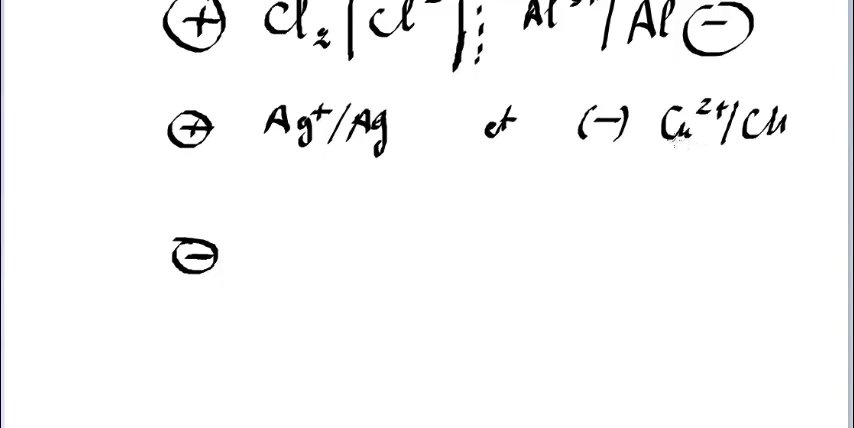 ⊕ Cl₂/Cl⁻/⋮ Al³⁺/Al ⊖
⊕ Ag⁺/Ag et (−) Cu²⁺/Cu
⊖